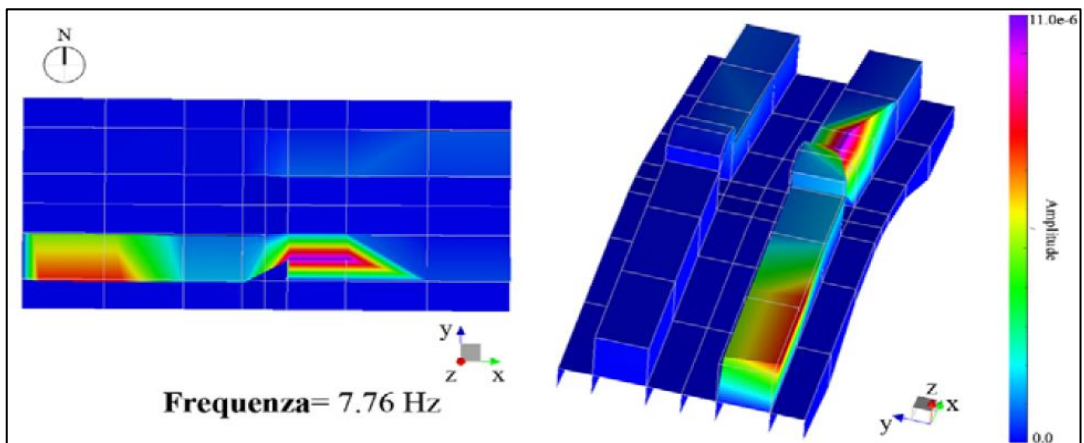 N
y
z x
Frequenza= 7.76 Hz
11.0e-6
Amplitude
0.0
z
y x